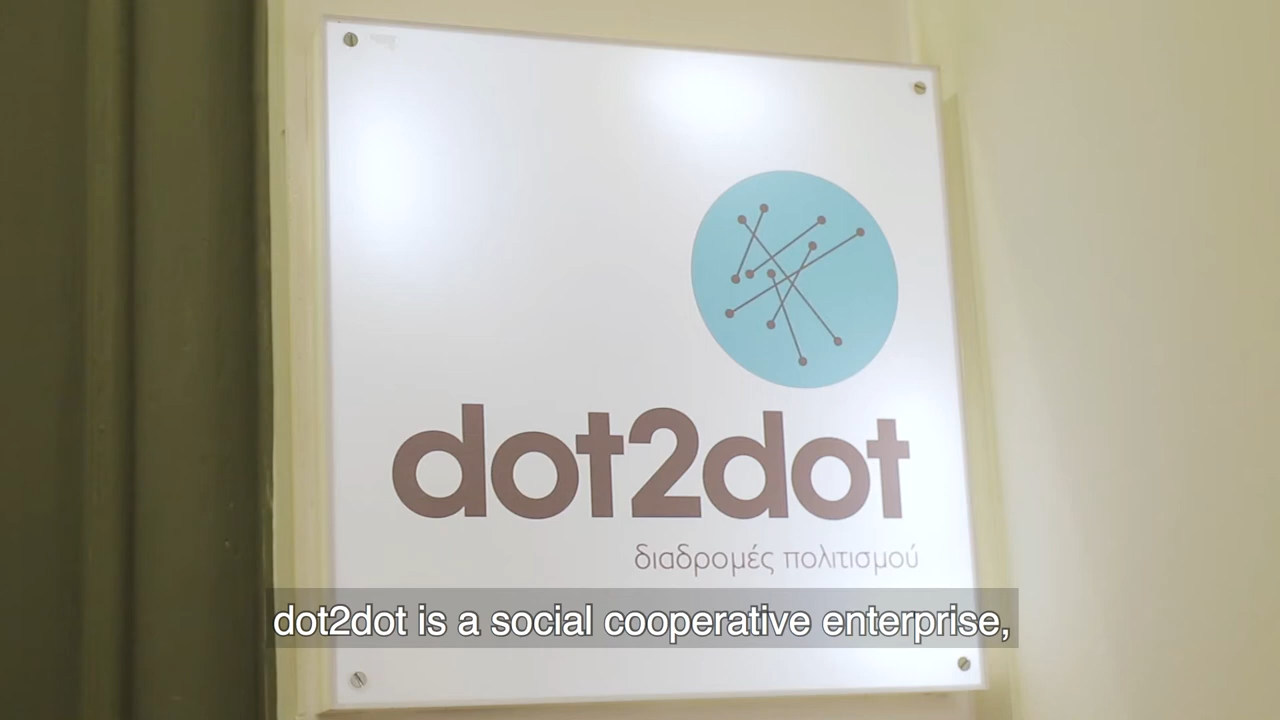 dot2dot
διαδρομές πολιτισμού
dot2dot is a social cooperative enterprise,